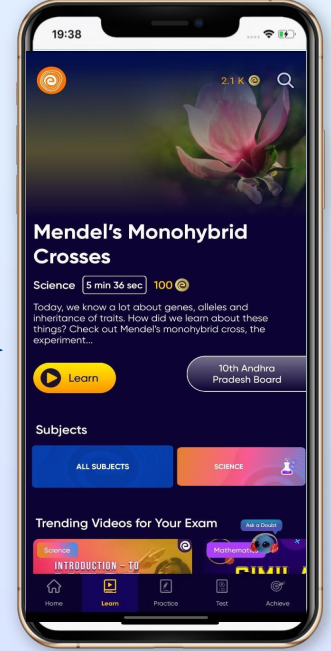 19:38
2.1 K
Mendel's Monohybrid
Crosses
Science 5 min 36 sec 100
Today, we know a lot about genes, alleles and
inheritance of traits. How did we learn about these
things? Check out Mendel's monohybrid cross, the
experiment...
Learn
10th Andhra
Pradesh Board
Subjects
ALL SUBJECTS
SCIENCE
Trending Videos for Your Exam
Ask a Doubt
Science
INTRODUCTION - TO
Home
Learn
Practice
Test
Achieve